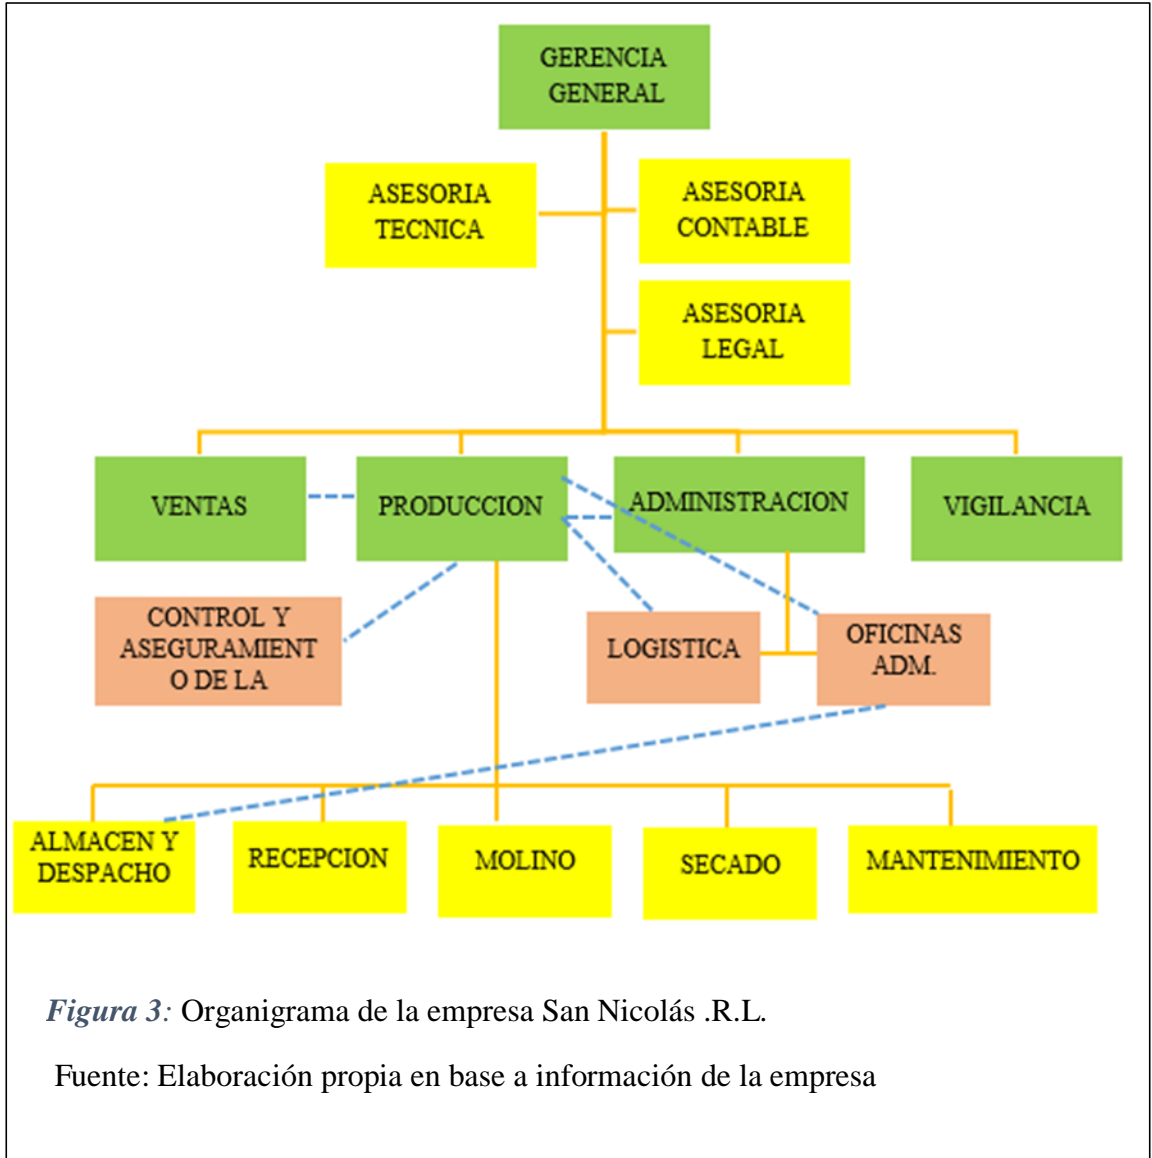 GERENCIA
GENERAL
ASESORIA
TECNICA
ASESORIA
CONTABLE
ASESORIA
LEGAL
VENTAS
PRODUCCION
ADMINISTRACION
VIGILANCIA
CONTROL Y
ASEGURAMIENT
O DE LA
LOGISTICA
OFICINAS
ADM.
ALMACEN Y
DESPACHO
RECEPCION
MOLINO
SECADO
MANTENIMIENTO
Figura 3: Organigrama de la empresa San Nicolás .R.L.
Fuente: Elaboración propia en base a información de la empresa